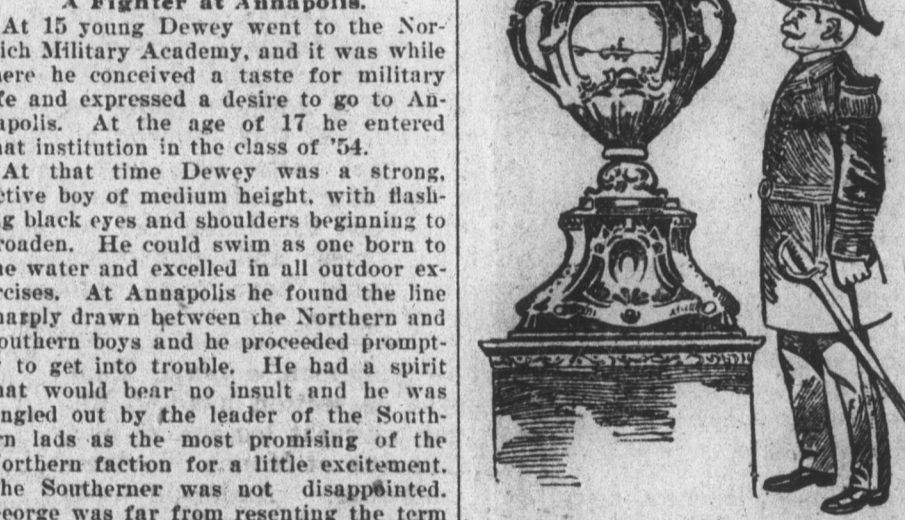 A Fighter at Annapolis.
At 15 young Dewey went to the Nor-
ich Military Academy, and it was while
here he conceived a taste for military
fe and expressed a desire to go to An-
apolis. At the age of 17 he entered
hat institution in the class of '54.
At that time Dewey was a strong,
ctive boy of medium height, with flash-
g black eyes and shoulders beginning to
roaden. He could swim as one born to
he water and excelled in all outdoor ex-
rcises. At Annapolis he found the line
harply drawn between the Northern and
outhern boys and he proceeded prompt-
to get into trouble. He had a spirit
hat would bear no insult and he was
ngled out by the leader of the South-
rn lads as the most promising of the
orthern faction for a little excitement.
he Southerner was not disappointed.
eorge was far from resenting the term